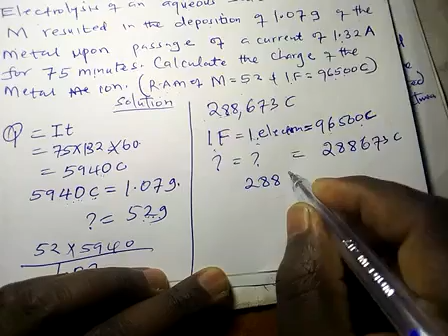 Electrolysis of an aqueous
M resulted in the deposition of 1.07g of the
metal upon passage of a current of 1.32A
for 75 minutes. Calculate the charge of the
Metal ion. (R.A.M of M = 52 + 1.F = 96500C)
Solution
Q = It
= 75×1.32×60
= 5940C
5940C = 1.07g.
? = 52g
52 × 5940
288,673 C
1F = 1.electron = 96500C
? = ? = 288673C
288